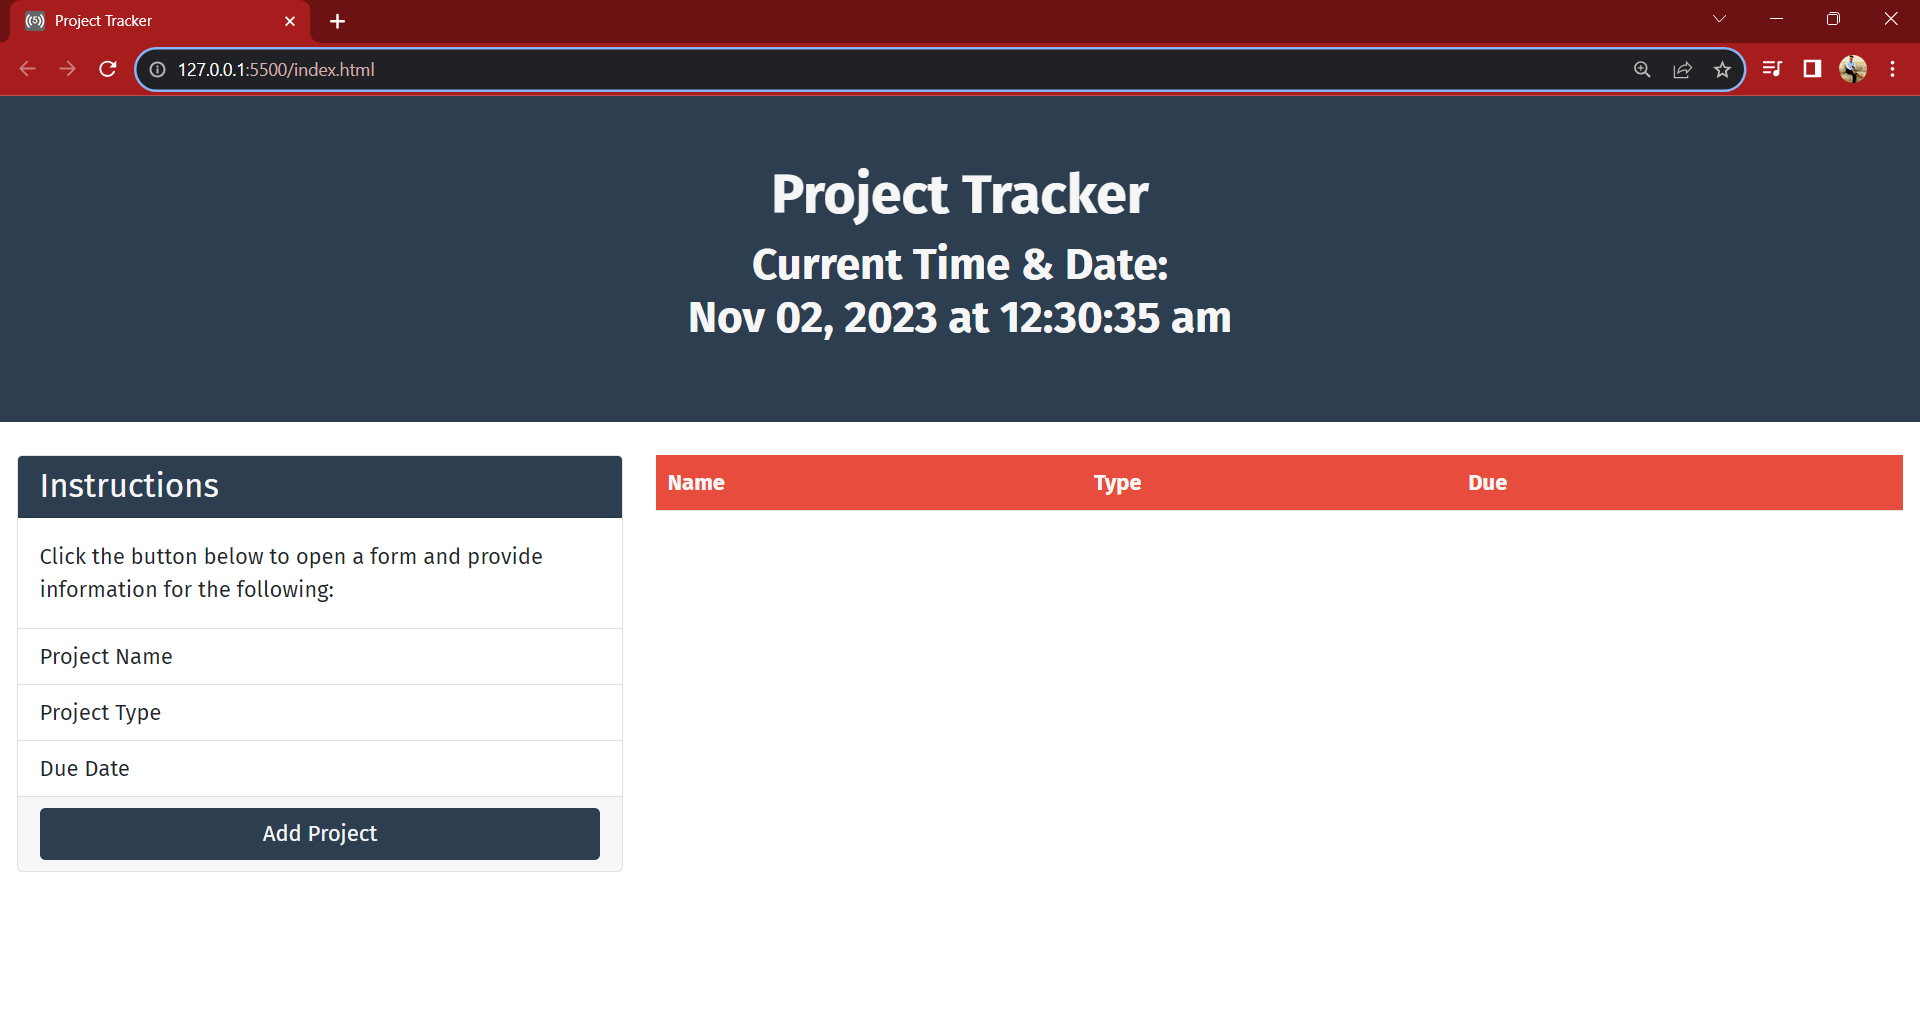 Project Tracker
127.0.0.1:5500/index.html
Project Tracker
Current Time & Date:
Nov 02, 2023 at 12:30:35 am
Instructions
Click the button below to open a form and provide
information for the following:
Project Name
Project Type
Due Date
Add Project
Name Type Due